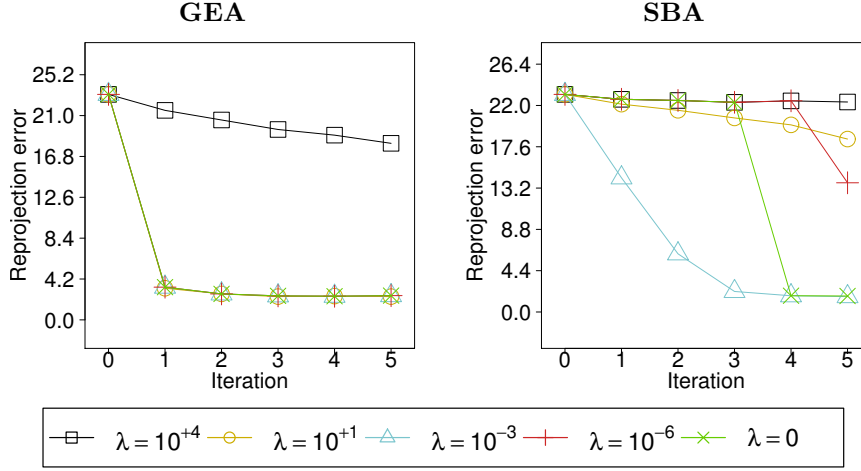 GEA
SBA
Reprojection error
25.2
21.0
16.8
12.6
8.4
4.2
0.0
0 1 2 3 4 5
Iteration
Reprojection error
26.4
22.0
17.6
13.2
8.8
4.4
0.0
0 1 2 3 4 5
Iteration
λ = 10⁺⁴ λ = 10⁺¹ λ = 10⁻³ λ = 10⁻⁶ λ = 0